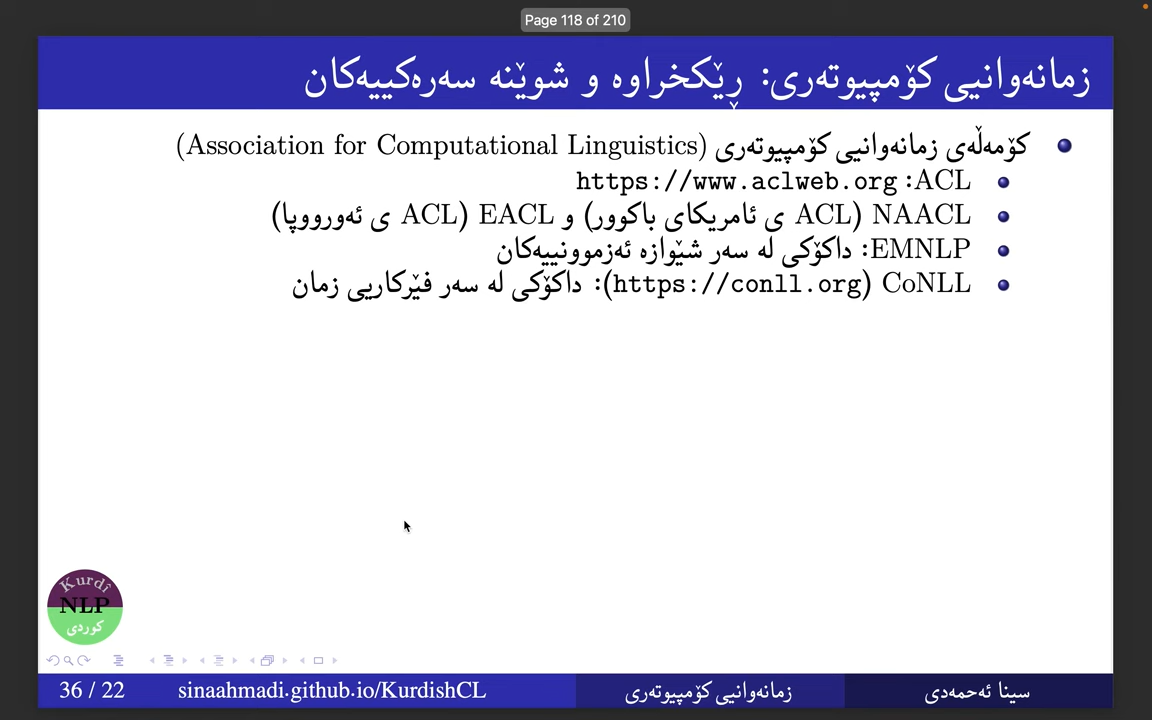 Page 118 of 210
زمانەوانیی کۆمپیوتەری: ڕێکخراوە و شوێنە سەرەکییەکان
کۆمەڵەی زمانەوانیی کۆمپیوتەری (Association for Computational Linguistics)
ACL: https://www.aclweb.org
NAACL (ACL ی ئامریکای باکوور) و EACL (ACL ی ئەورووپا)
EMNLP: داکۆکی لە سەر شێوازە ئەزموونییەکان
CoNLL (https://conll.org): داکۆکی لە سەر فێرکاریی زمان
Kurdî
NLP
کوردی
سینا ئەحمەدی
زمانەوانیی کۆمپیوتەری
sinaahmadi.github.io/KurdishCL
36 / 22